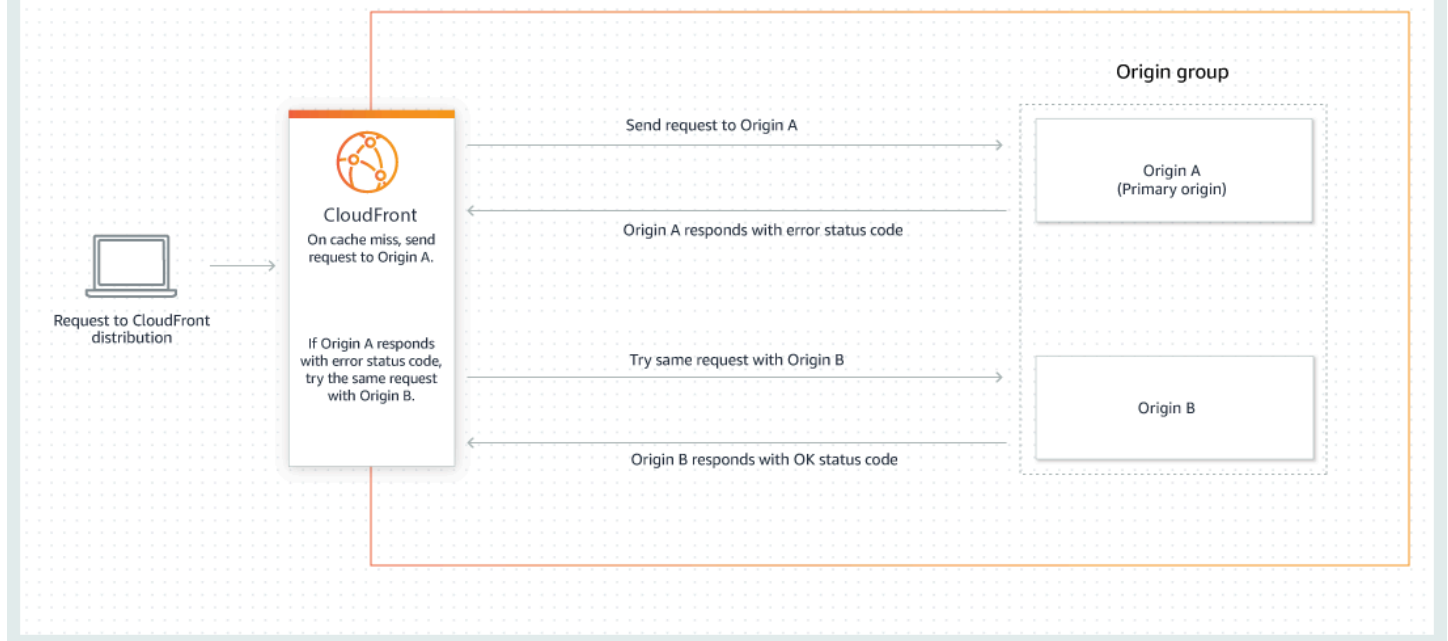 Origin group
Send request to Origin A
Origin A
(Primary origin)
CloudFront
On cache miss, send
request to Origin A.
Origin A responds with error status code
Request to CloudFront
distribution
If Origin A responds
with error status code,
try the same request
with Origin B.
Try same request with Origin B
Origin B
Origin B responds with OK status code